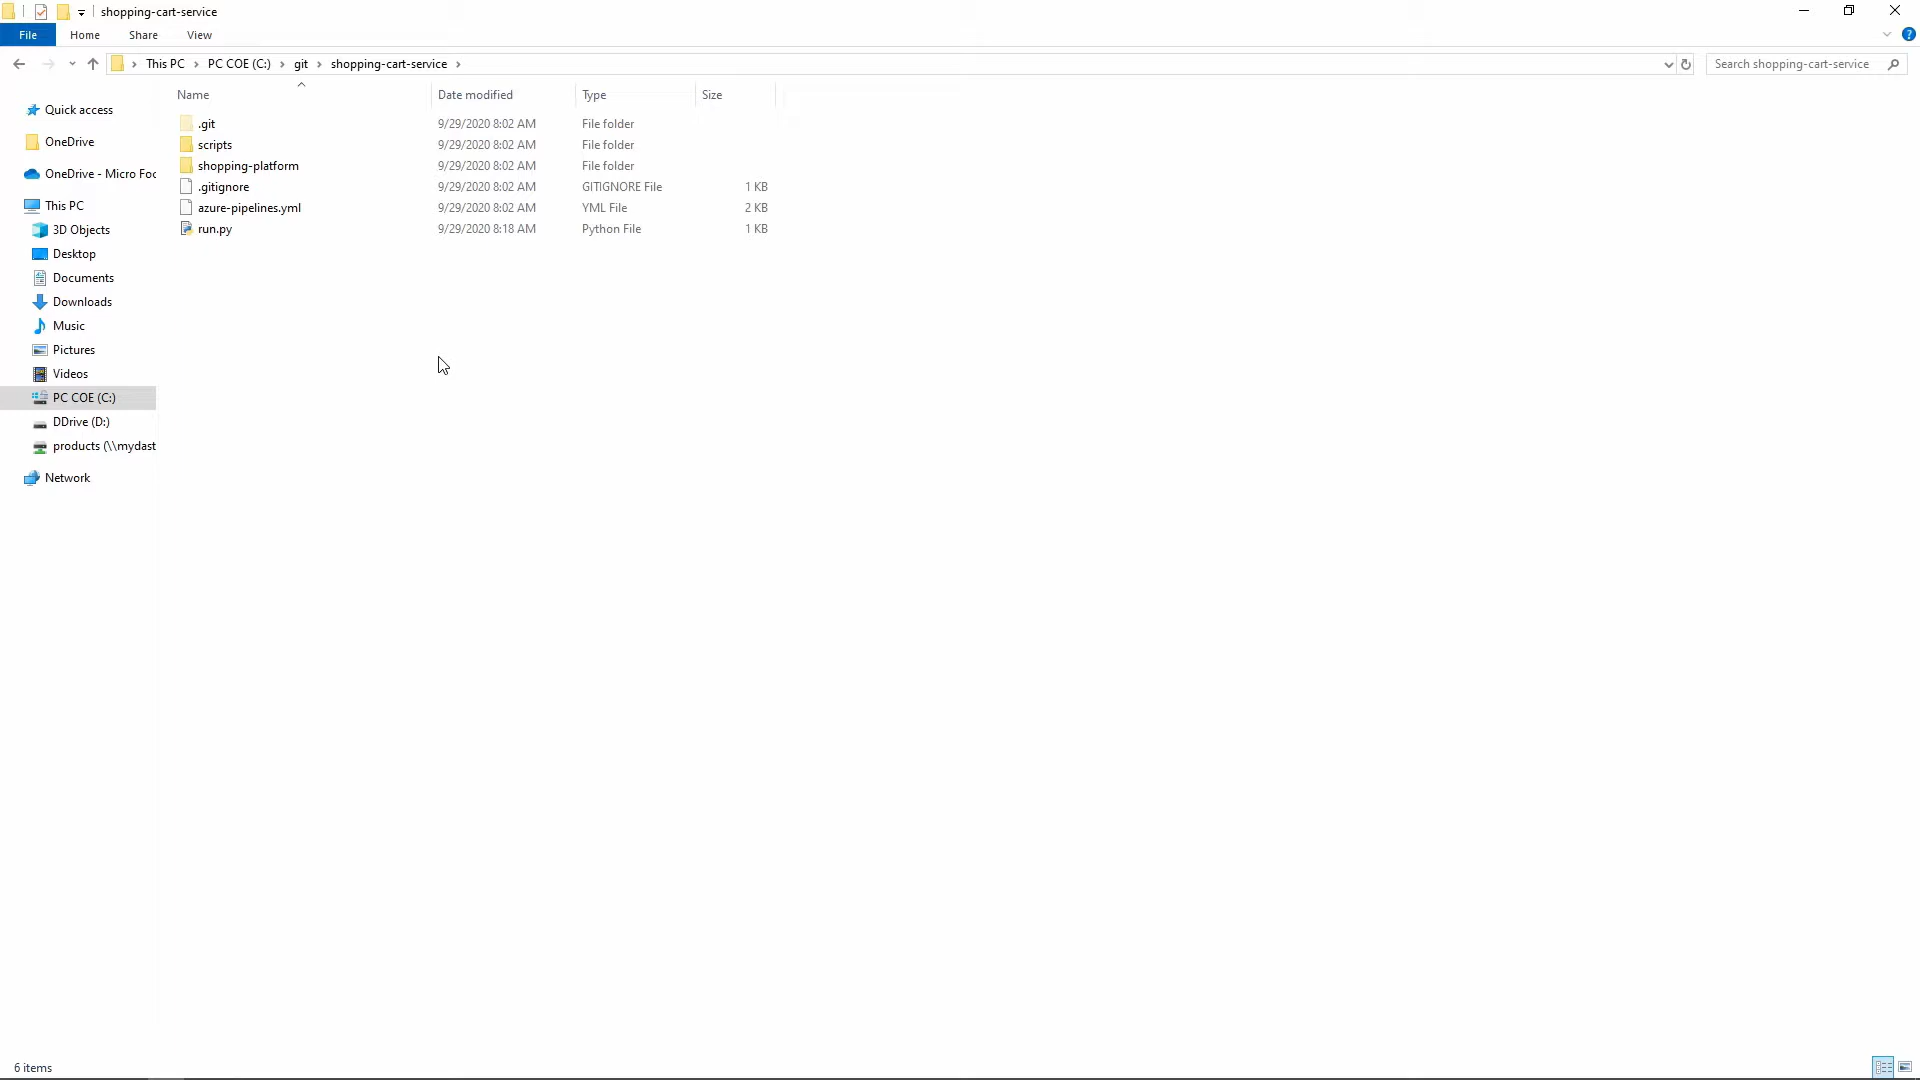 shopping-cart-service
File Home Share View
This PC PC COE (C:) git shopping-cart-service
Search shopping-cart-service
Name Date modified Type Size
Quick access
OneDrive
OneDrive - Micro Foc
This PC
3D Objects
Desktop
Documents
Downloads
Music
Pictures
Videos
PC COE (C:)
DDrive (D:)
products (\\mydast
Network
.git 9/29/2020 8:02 AM File folder
scripts 9/29/2020 8:02 AM File folder
shopping-platform 9/29/2020 8:02 AM File folder
.gitignore 9/29/2020 8:02 AM GITIGNORE File 1 KB
azure-pipelines.yml 9/29/2020 8:02 AM YML File 2 KB
run.py 9/29/2020 8:18 AM Python File 1 KB
6 items